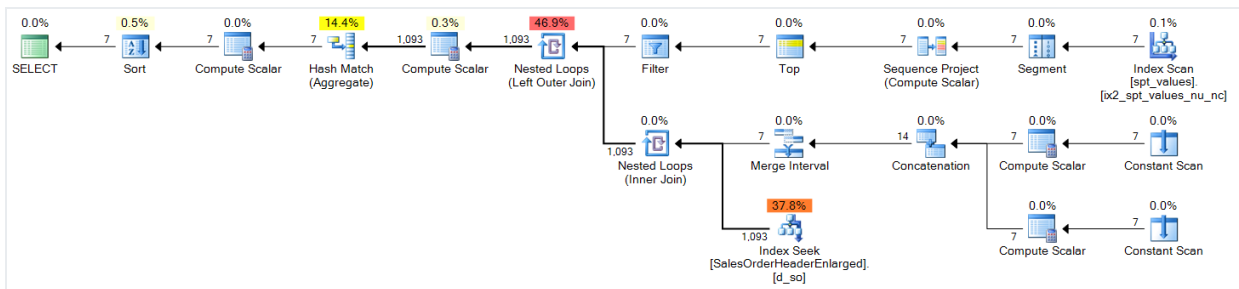 0.0% 0.5% 0.0% 14.4% 0.3% 46.9% 0.0% 0.0% 0.0% 0.0% 0.1%
7 7 7 1,093 1,093 7 7 7 7 7
SELECT Sort Compute Scalar Hash Match Compute Scalar Nested Loops Filter Top Sequence Project Segment Index Scan
(Aggregate) (Left Outer Join) (Compute Scalar) [spt_values].
[ix2_spt_values_nu_nc]
0.0% 0.0% 0.0% 0.0% 0.0%
1,093 7 14 7 7
Nested Loops Merge Interval Concatenation Compute Scalar Constant Scan
(Inner Join)
37.8% 0.0% 0.0%
1,093 7 7
Index Seek Compute Scalar Constant Scan
[SalesOrderHeaderEnlarged].
[d_so]